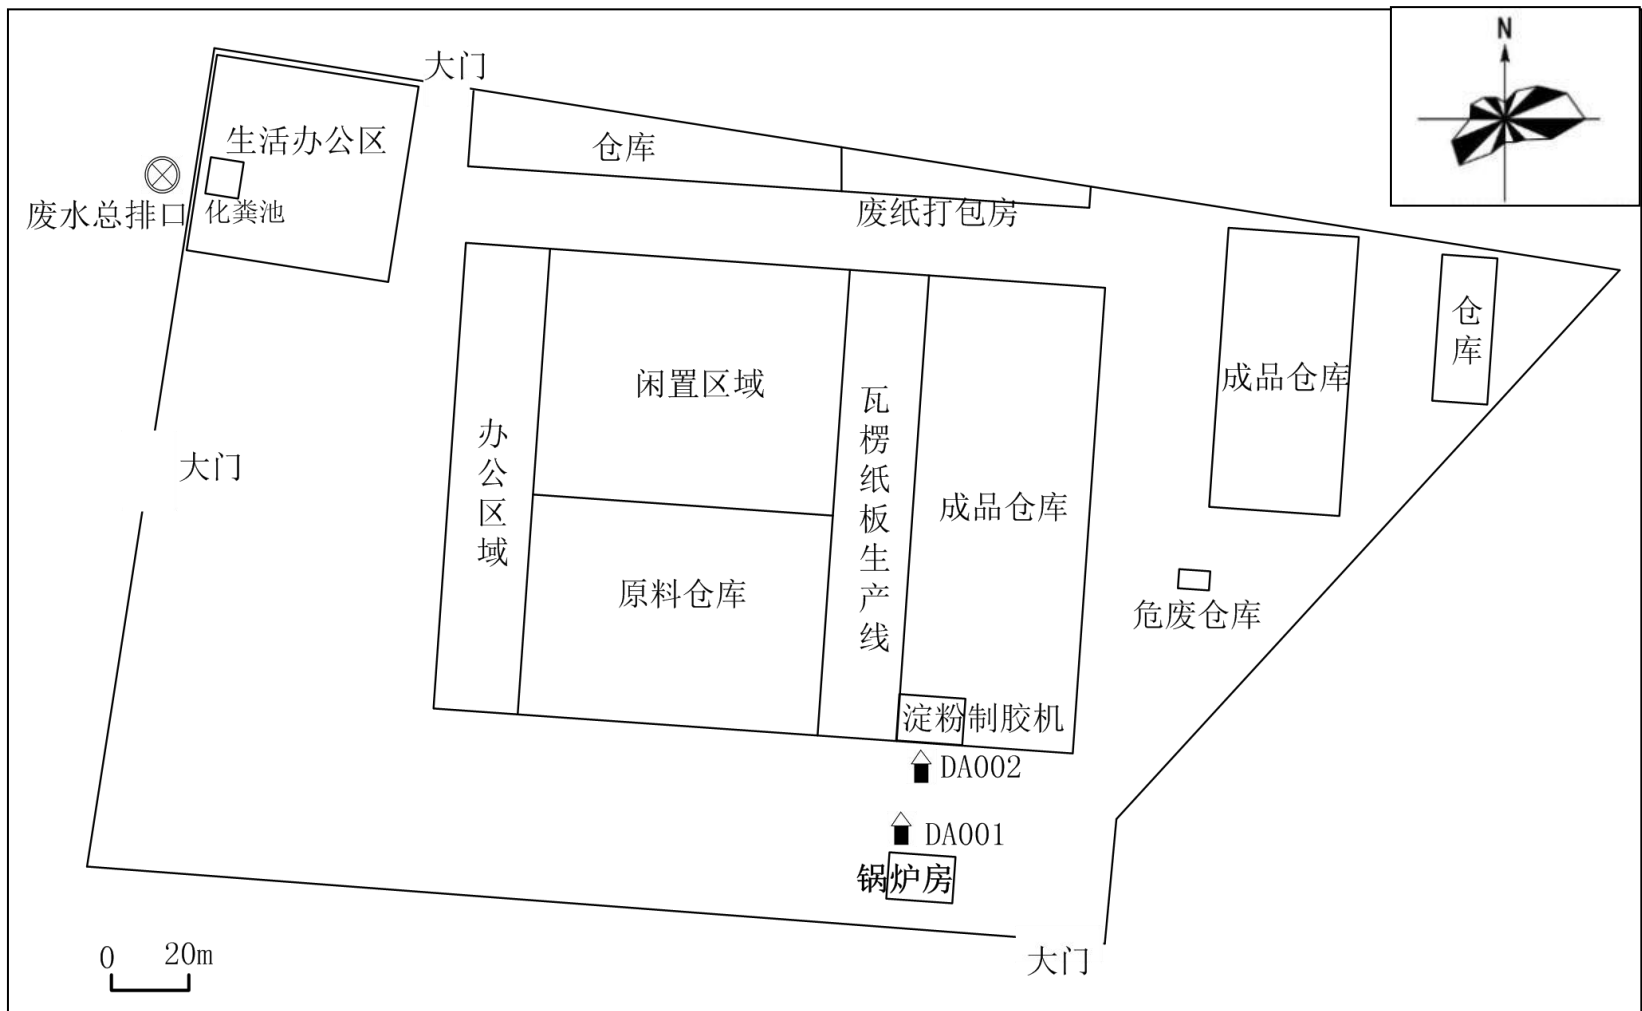 N
大门
生活办公区
仓库
废水总排口
化粪池
废纸打包房
仓库
闲置区域
成品仓库
瓦楞纸板生产线
办公区域
大门
成品仓库
原料仓库
危废仓库
淀粉制胶机
DA002
DA001
锅炉房
0
20m
大门